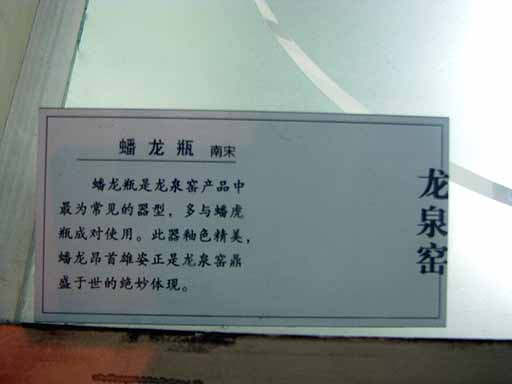 蟠龙瓶 南宋
蟠龙瓶是龙泉窑产品中
最为常见的器型，多与蟠虎
瓶成对使用。此器釉色精美，
蟠龙昂首雄姿正是龙泉窑鼎
盛于世的绝妙体现。
龙泉窑